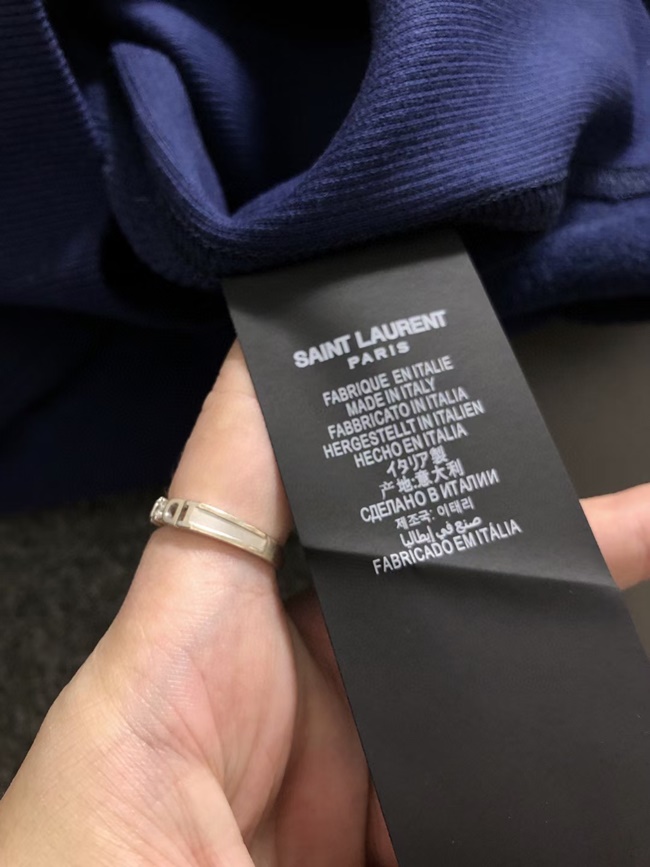 SAINT LAURENT
PARIS
FABRIQUE EN ITALIE
MADE IN ITALY
FABBRICATO IN ITALIA
HERGESTELLT IN ITALIEN
HECHO EN ITALIA
イタリア製
产地:意大利
СДЕЛАНО В ИТАЛИИ
제조국: 이태리
صنع في إيطاليا
FABRICADO EM ITÁLIA